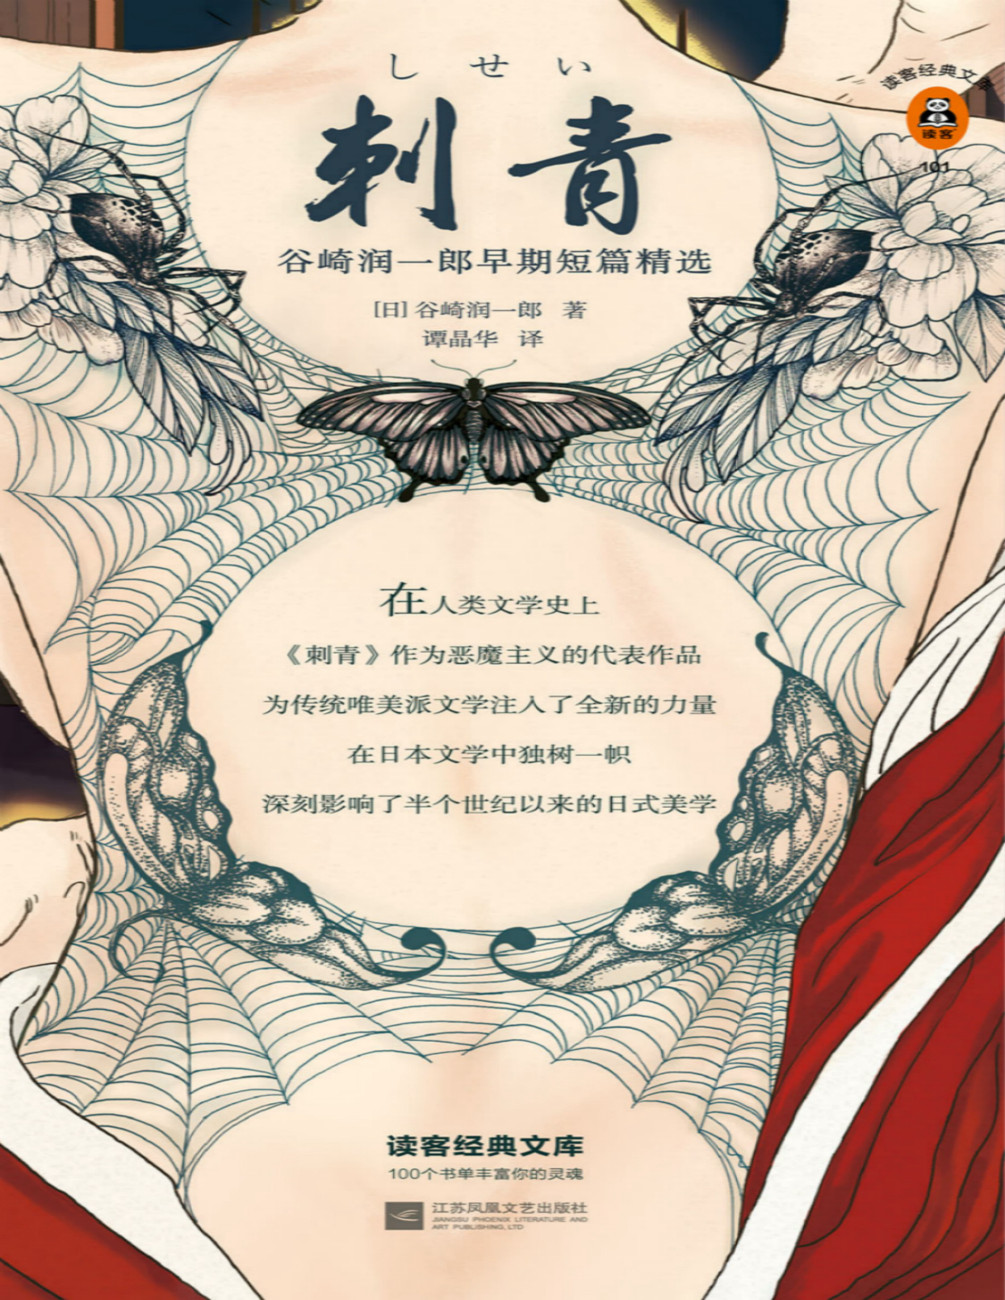 しせい
刺青
谷崎润一郎早期短篇精选
[日] 谷崎润一郎 著
谭晶华 译
读客经典文库
读客
101
在人类文学史上
《刺青》作为恶魔主义的代表作品
为传统唯美派文学注入了全新的力量
在日本文学中独树一帜
深刻影响了半个世纪以来的日式美学
读客经典文库
100个书单丰富你的灵魂
江苏凤凰文艺出版社
JIANGSU PHOENIX LITERATURE AND
ART PUBLISHING, LTD